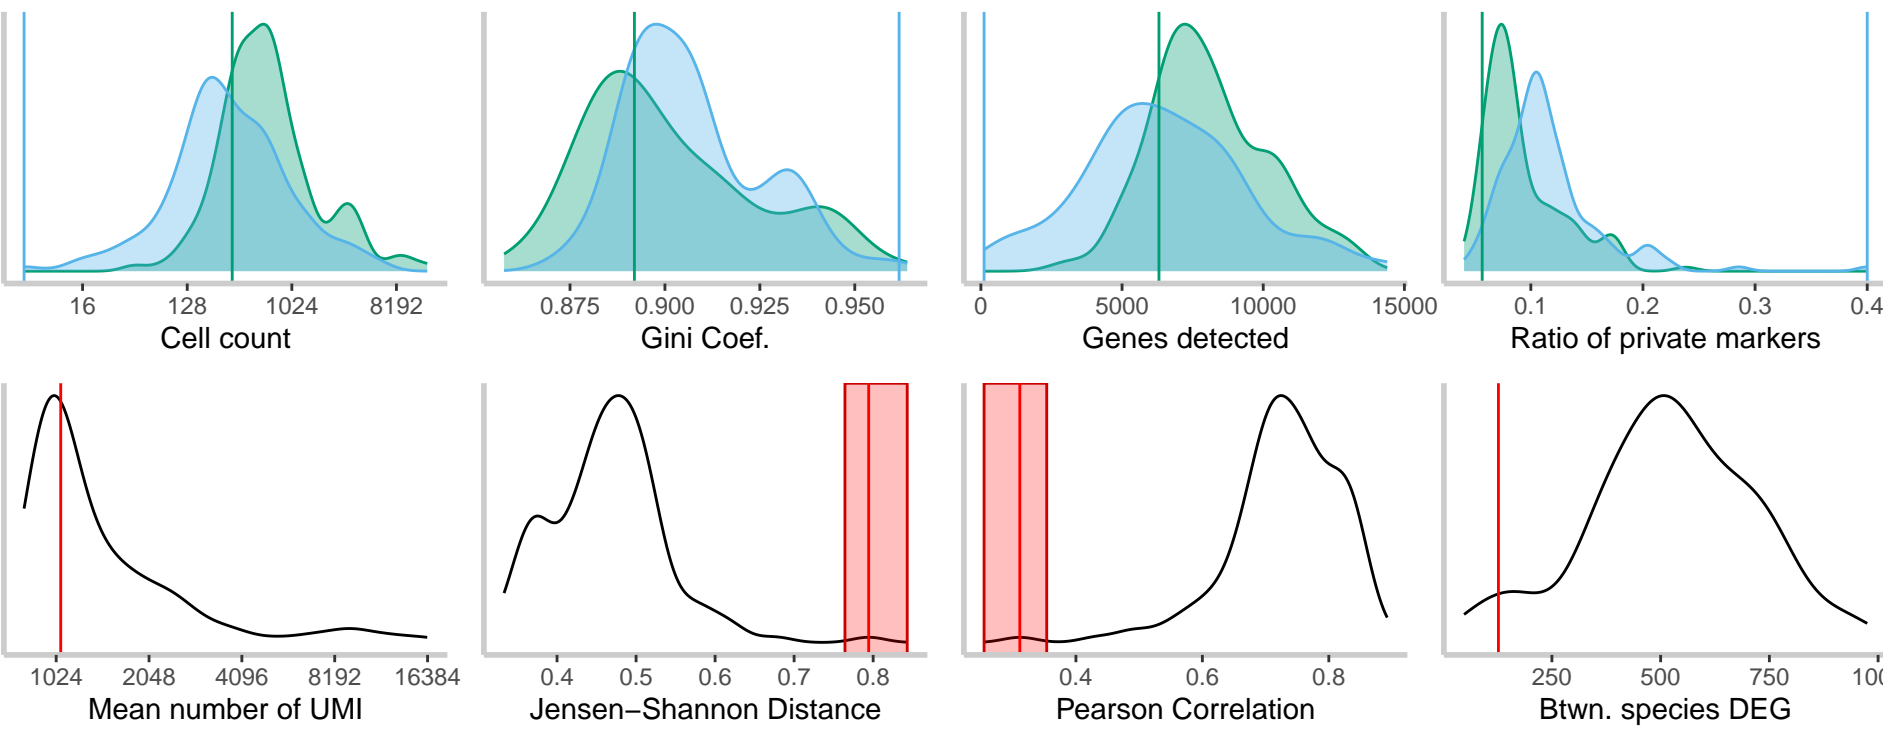 16 128 1024 8192
Cell count
0.875 0.900 0.925 0.950
Gini Coef.
0 5000 10000 15000
Genes detected
0.1 0.2 0.3 0.4
Ratio of private markers
1024 2048 4096 8192 16384
Mean number of UMI
0.4 0.5 0.6 0.7 0.8
Jensen−Shannon Distance
0.4 0.6 0.8
Pearson Correlation
250 500 750 100
Btwn. species DEG